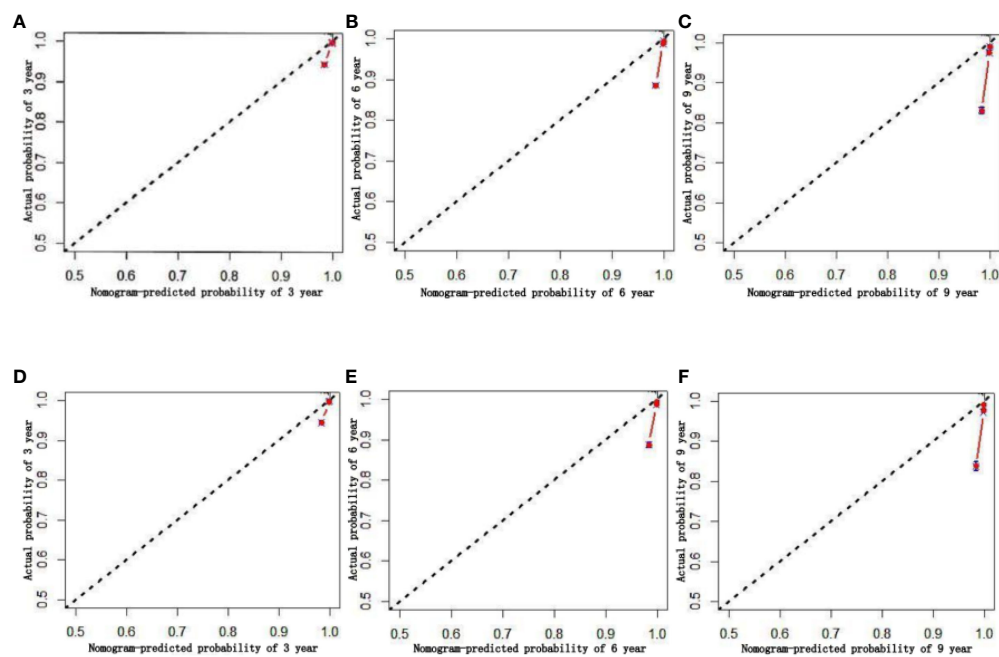 A
B
C
Actual probability of 3 year
0.5 0.6 0.7 0.8 0.9 1.0
0.5 0.6 0.7 0.8 0.9 1.0
Nomogram-predicted probability of 3 year
Actual probability of 6 year
0.5 0.6 0.7 0.8 0.9 1.0
0.5 0.6 0.7 0.8 0.9 1.0
Nomogram-predicted probability of 6 year
Actual probability of 9 year
0.5 0.6 0.7 0.8 0.9 1.0
0.5 0.6 0.7 0.8 0.9 1.0
Nomogram-predicted probability of 9 year
D
E
F
Actual probability of 3 year
0.5 0.6 0.7 0.8 0.9 1.0
0.5 0.6 0.7 0.8 0.9 1.0
Nomogram-predicted probability of 3 year
Actual probability of 6 year
0.5 0.6 0.7 0.8 0.9 1.0
0.5 0.6 0.7 0.8 0.9 1.0
Nomogram-predicted probability of 6 year
Actual probability of 9 year
0.5 0.6 0.7 0.8 0.9 1.0
0.5 0.6 0.7 0.8 0.9 1.0
Nomogram-predicted probability of 9 year